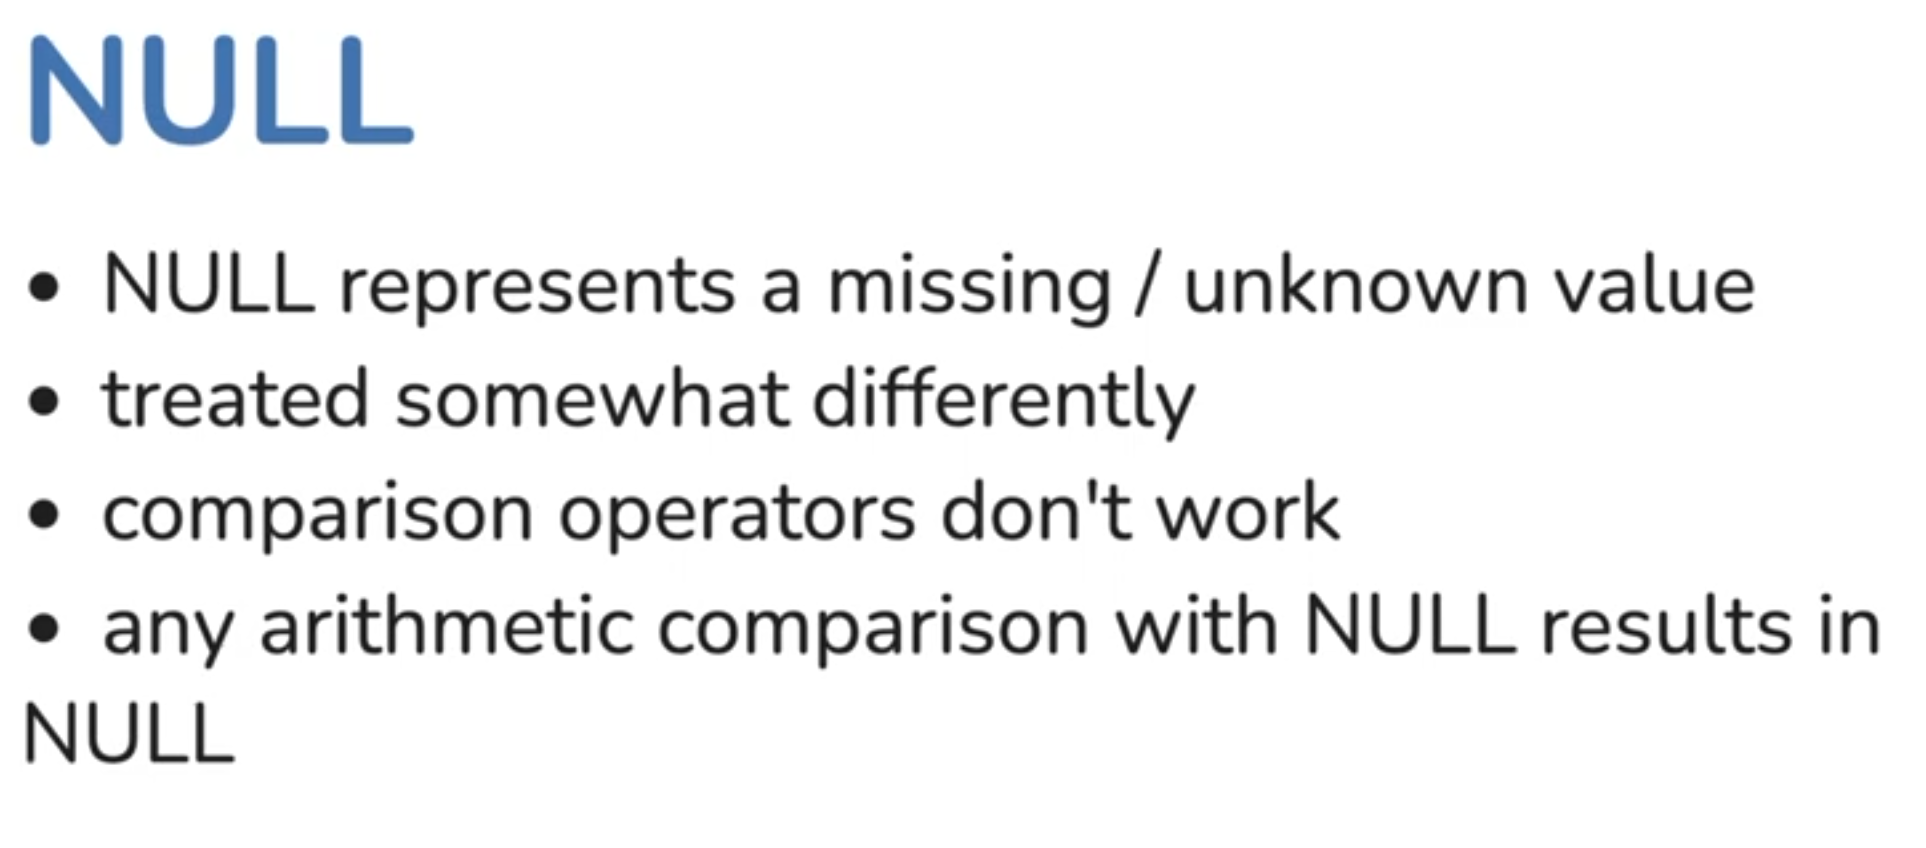 NULL
• NULL represents a missing / unknown value
• treated somewhat differently
• comparison operators don't work
• any arithmetic comparison with NULL results in
NULL